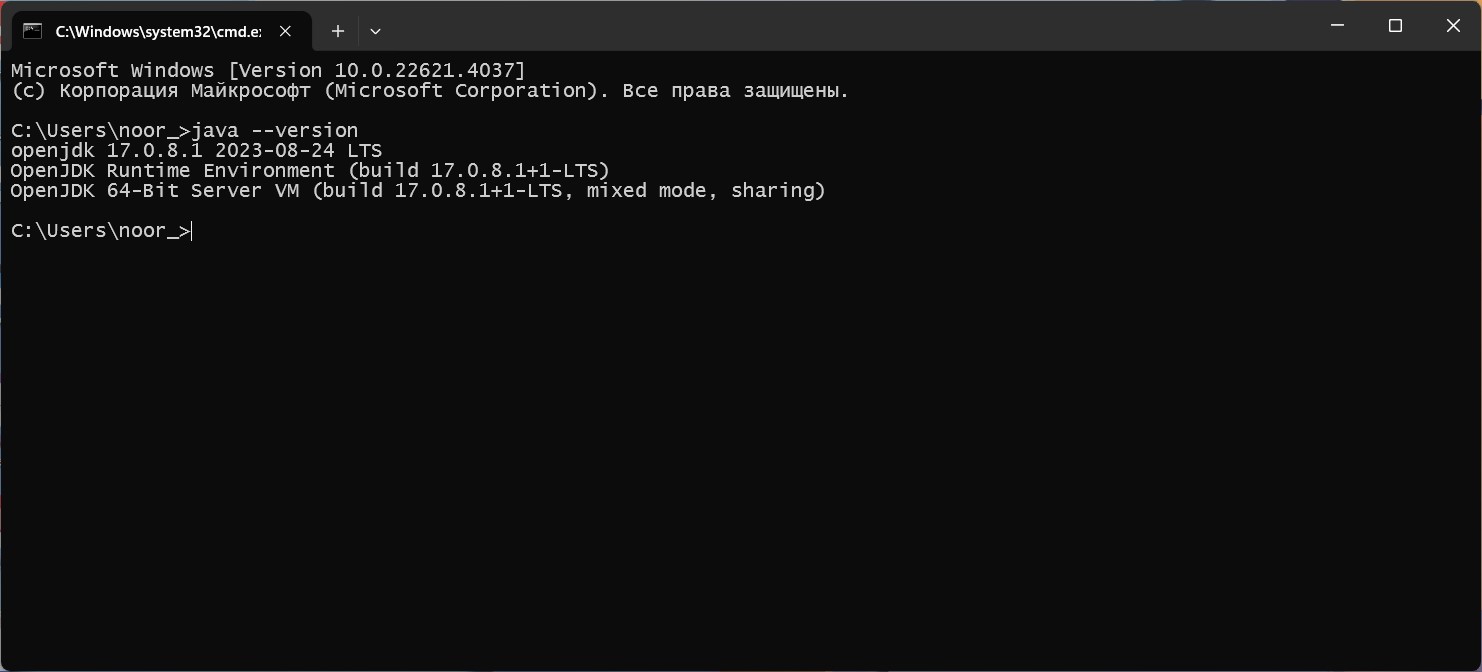 C:\Windows\system32\cmd.e
Microsoft Windows [Version 10.0.22621.4037]
(c) Корпорация Майкрософт (Microsoft Corporation). Все права защищены.
C:\Users\noor_>java --version
openjdk 17.0.8.1 2023-08-24 LTS
OpenJDK Runtime Environment (build 17.0.8.1+1-LTS)
OpenJDK 64-Bit Server VM (build 17.0.8.1+1-LTS, mixed mode, sharing)
C:\Users\noor_>